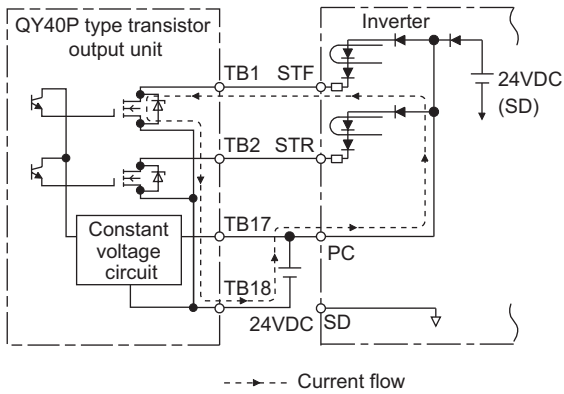 QY40P type transistor
output unit
Inverter
TB1 STF
24VDC
(SD)
TB2 STR
TB17
Constant
voltage
circuit
PC
TB18
24VDC
SD
Current flow